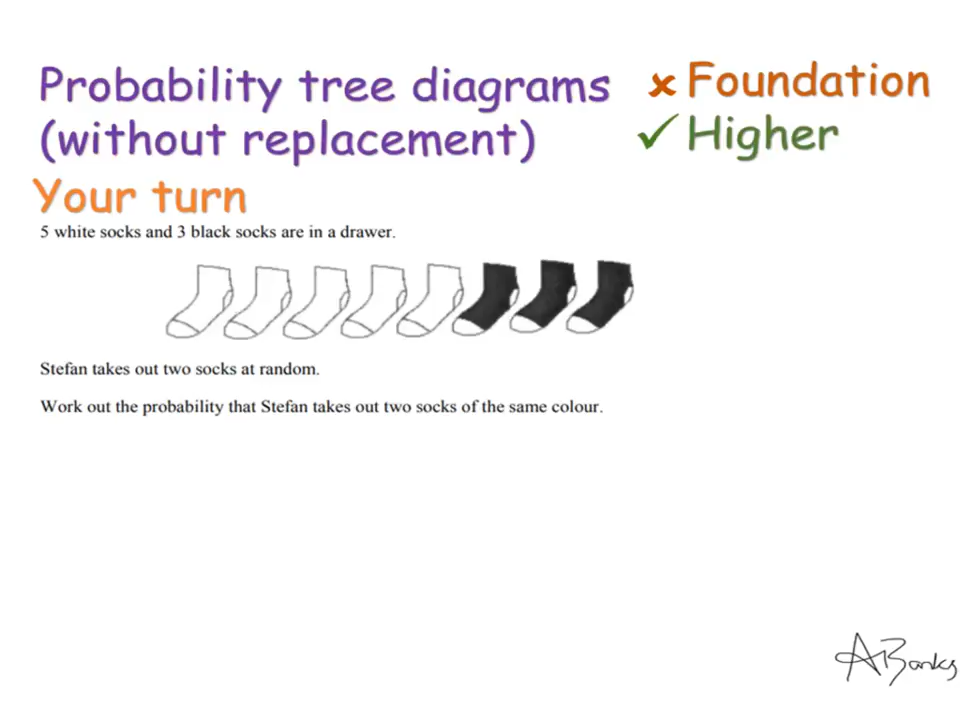 Probability tree diagrams
(without replacement)
✗ Foundation
✓ Higher
Your turn
5 white socks and 3 black socks are in a drawer.
Stefan takes out two socks at random.
Work out the probability that Stefan takes out two socks of the same colour.
ABanks